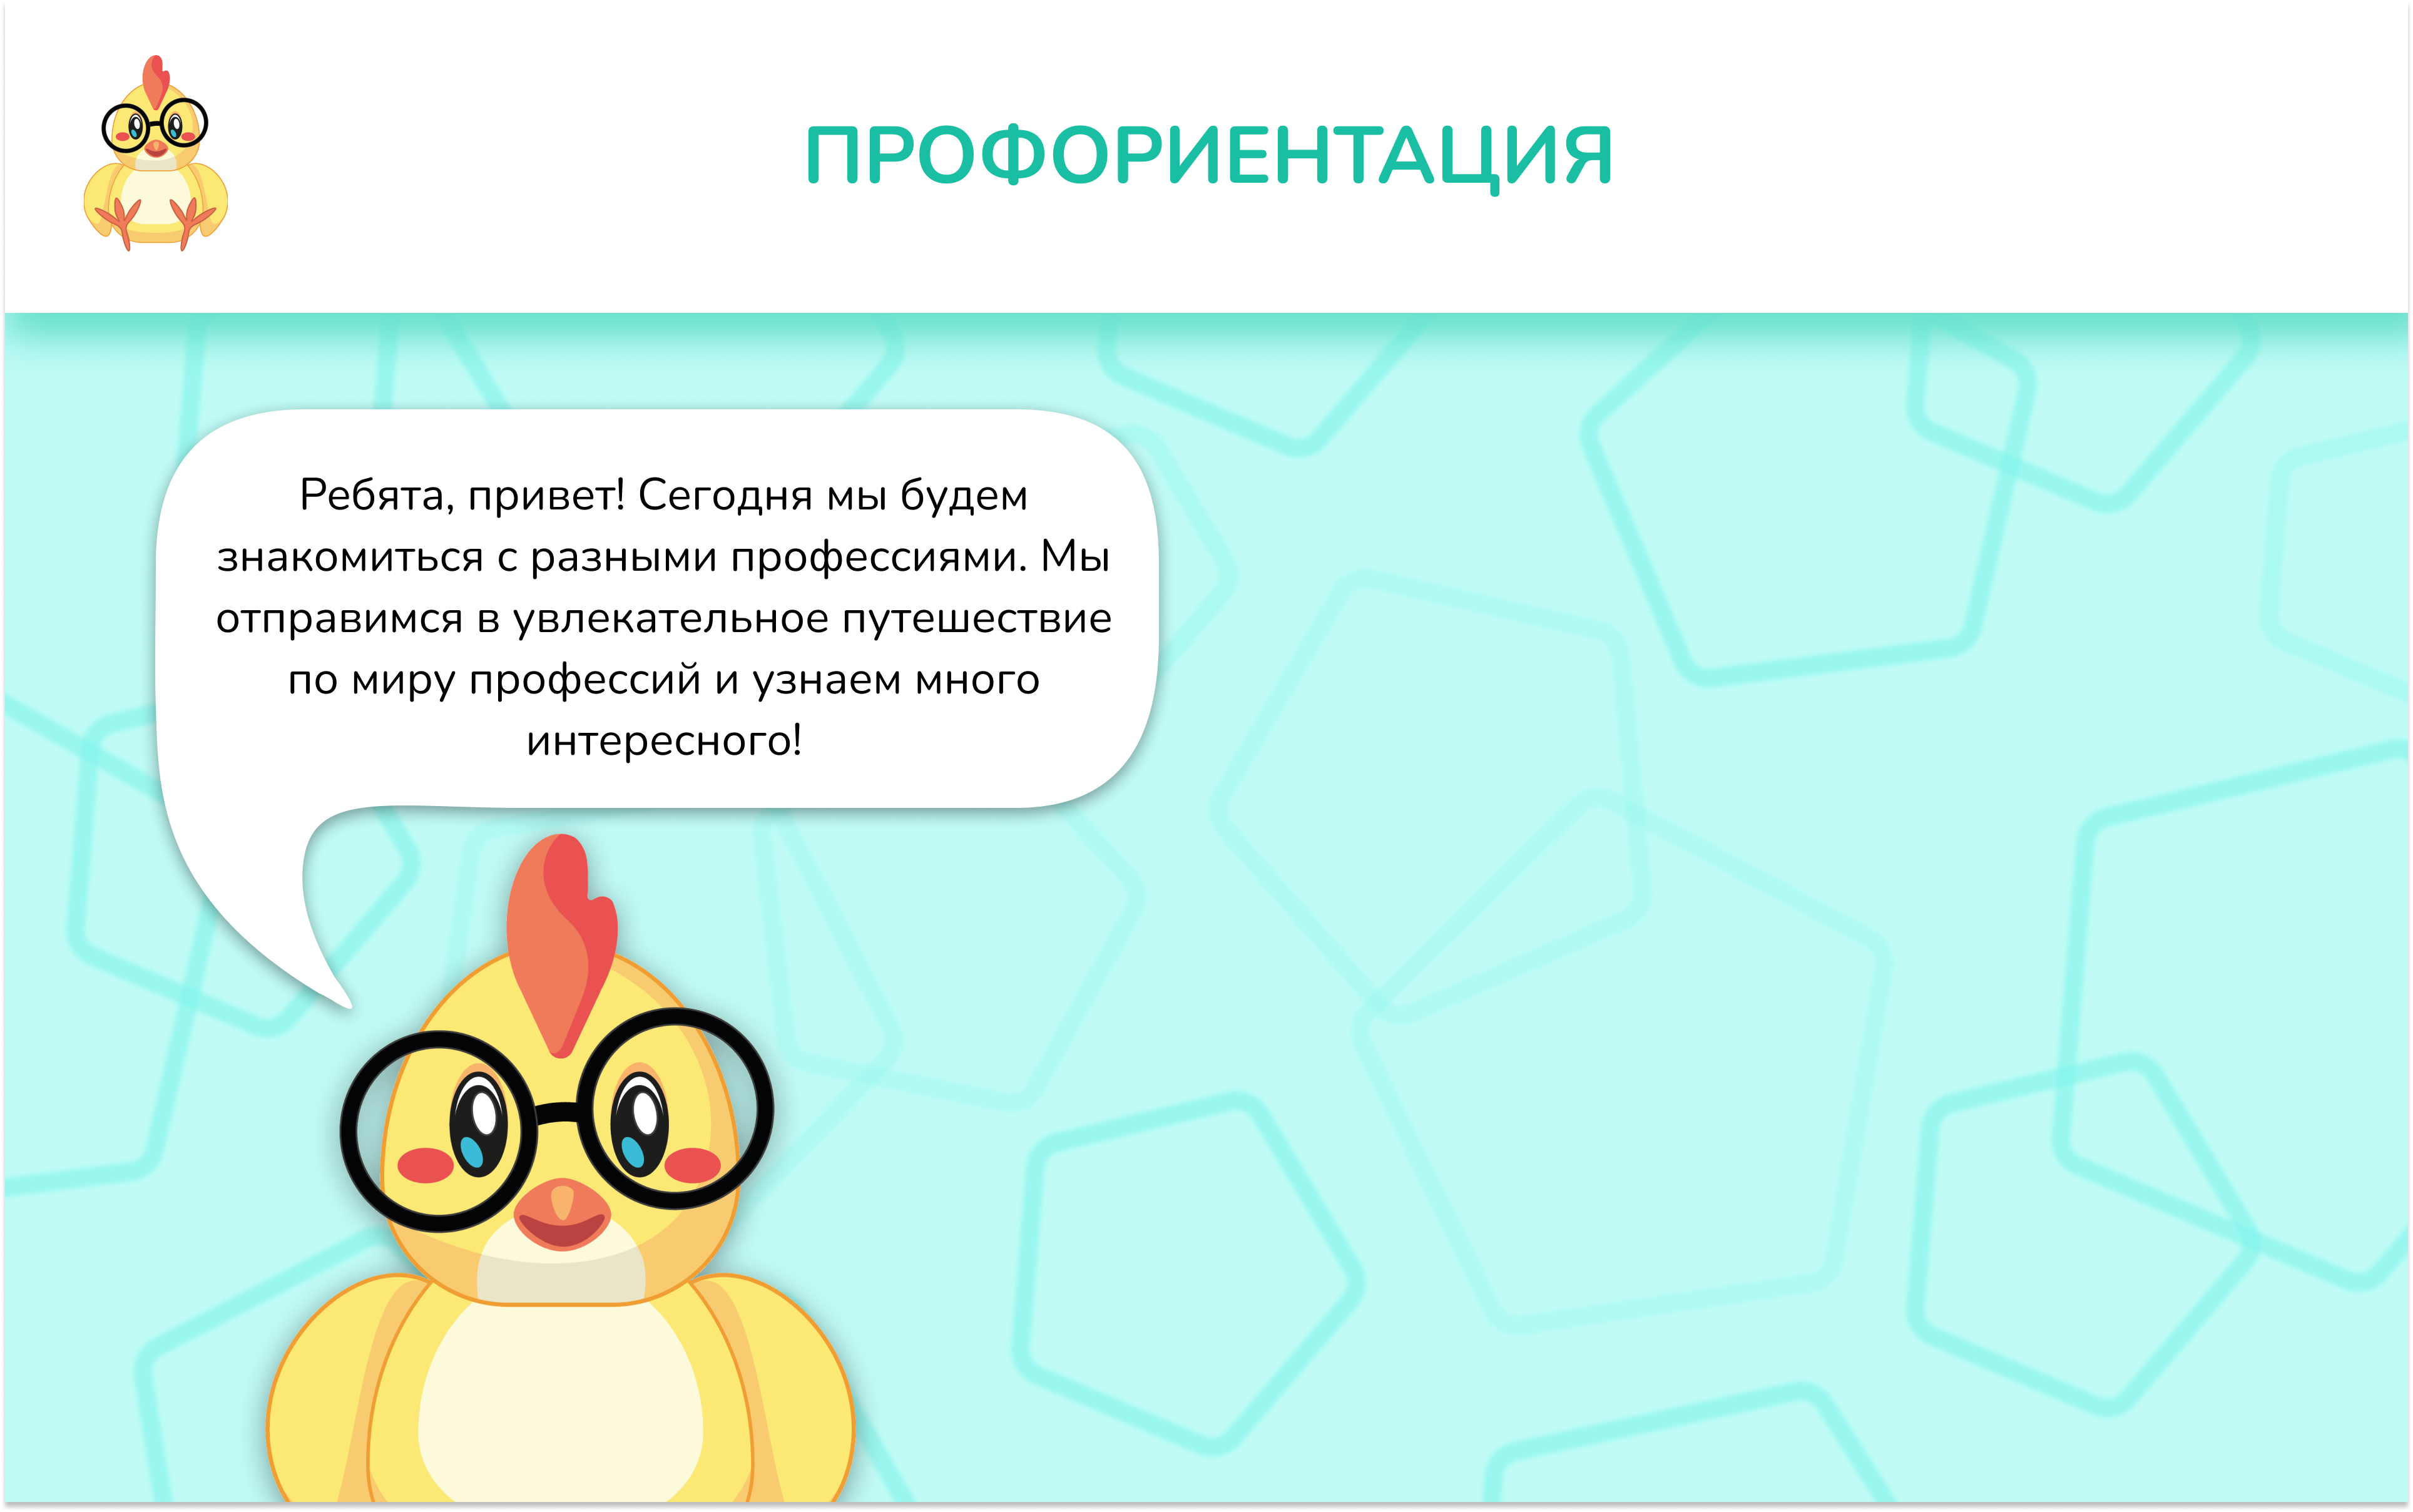 ПРОФОРИЕНТАЦИЯ
Ребята, привет! Сегодня мы будем
знакомиться с разными профессиями. Мы
отправимся в увлекательное путешествие
по миру профессий и узнаем много
интересного!